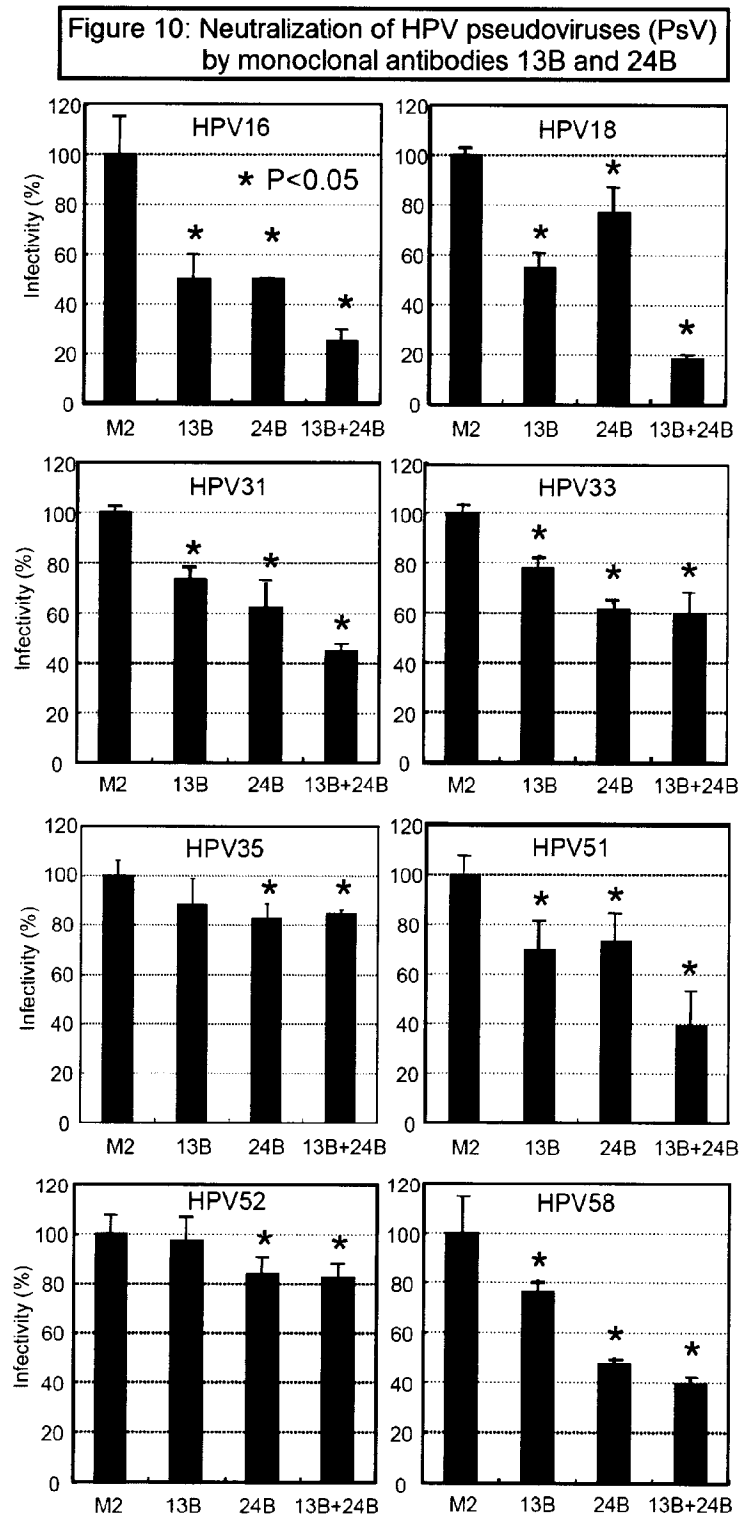 Figure 10: Neutralization of HPV pseudoviruses (PsV)
by monoclonal antibodies 13B and 24B
HPV16
* P<0.05
Infectivity (%)
120
100
80
60
40
20
0
* * *
M2 13B 24B 13B+24B
HPV18
120
100
80
60
40
20
0
* * *
M2 13B 24B 13B+24B
HPV31
Infectivity (%)
120
100
80
60
40
20
0
* * *
M2 13B 24B 13B+24B
HPV33
120
100
80
60
40
20
0
* * *
M2 13B 24B 13B+24B
HPV35
Infectivity (%)
120
100
80
60
40
20
0
* *
M2 13B 24B 13B+24B
HPV51
120
100
80
60
40
20
0
* * *
M2 13B 24B 13B+24B
HPV52
Infectivity (%)
120
100
80
60
40
20
0
* *
M2 13B 24B 13B+24B
HPV58
120
100
80
60
40
20
0
* * *
M2 13B 24B 13B+24B